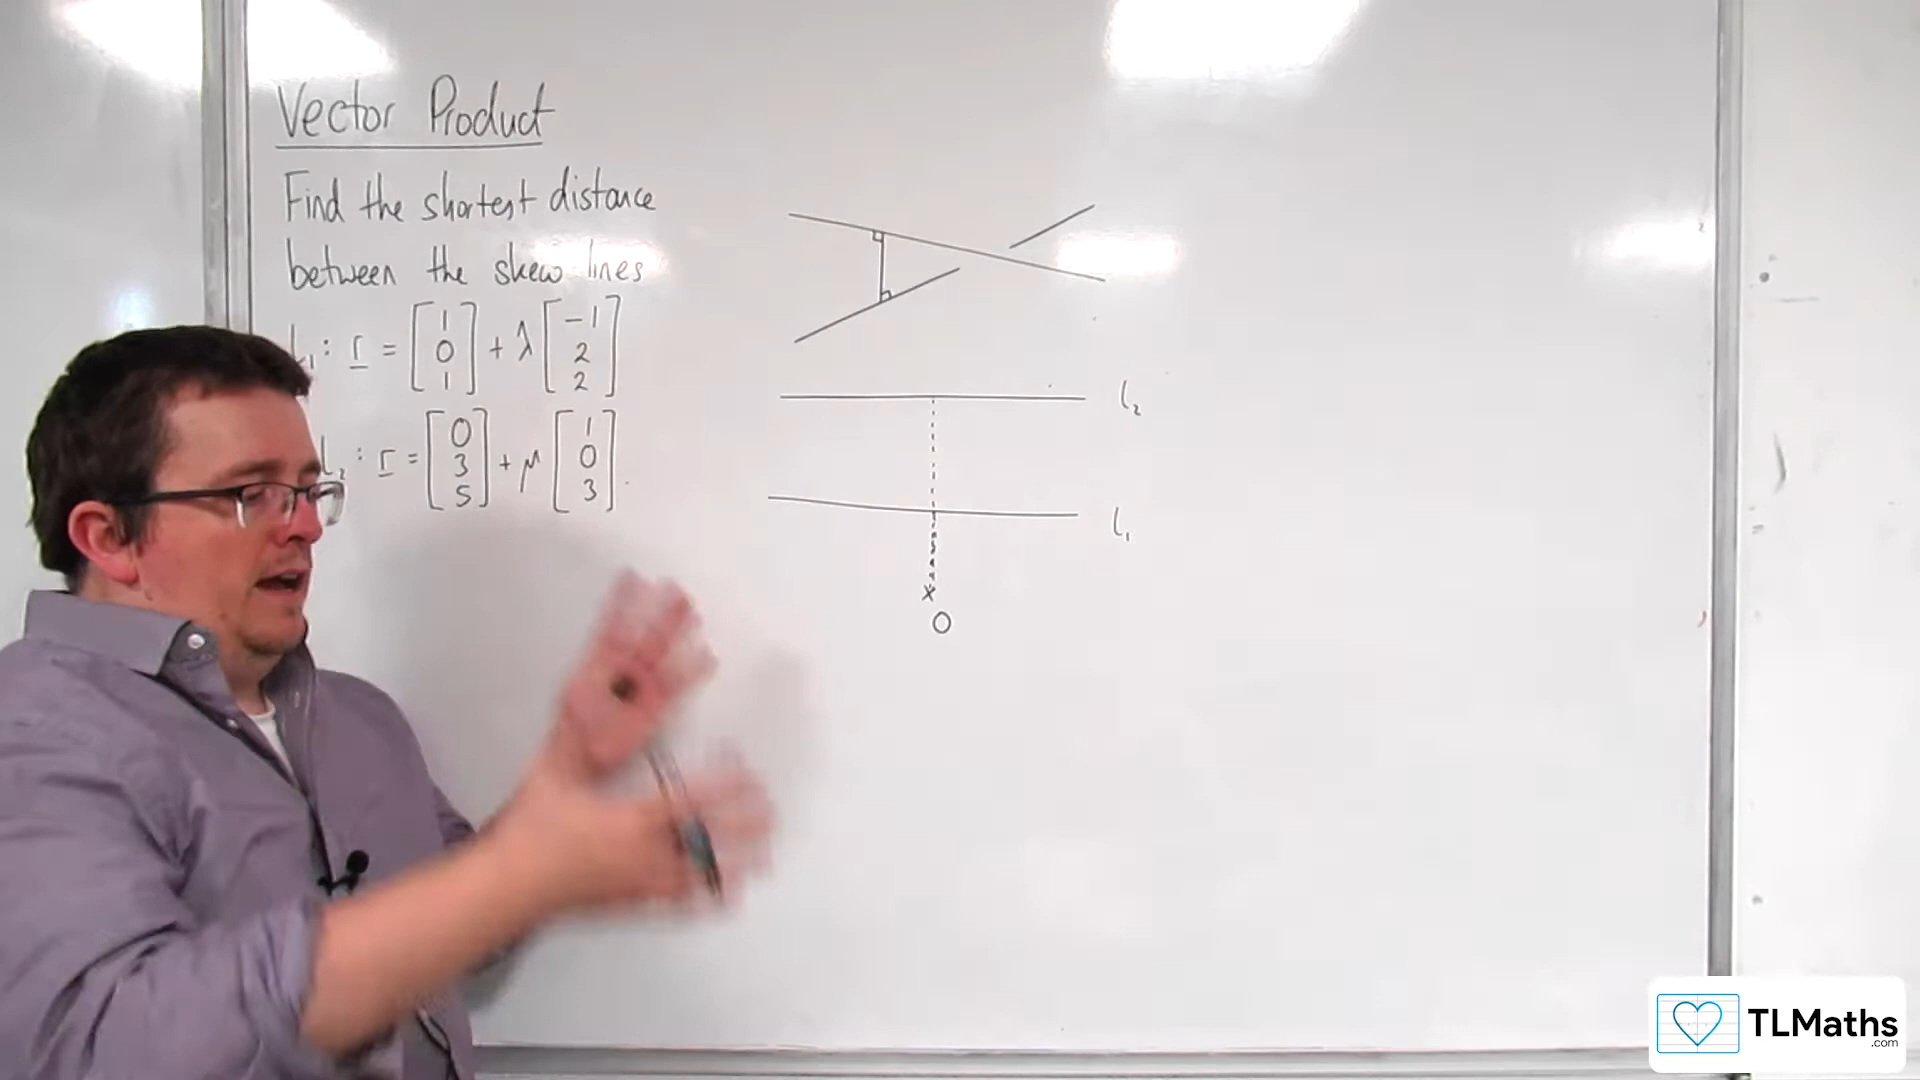 Vector Product
Find the shortest distance
between the skew lines
l₁: r = [1 0 1] + λ [-1 2 2]
l₂: r = [0 3 5] + μ [1 0 3].
l₂
l₁
O
TLMaths
.com